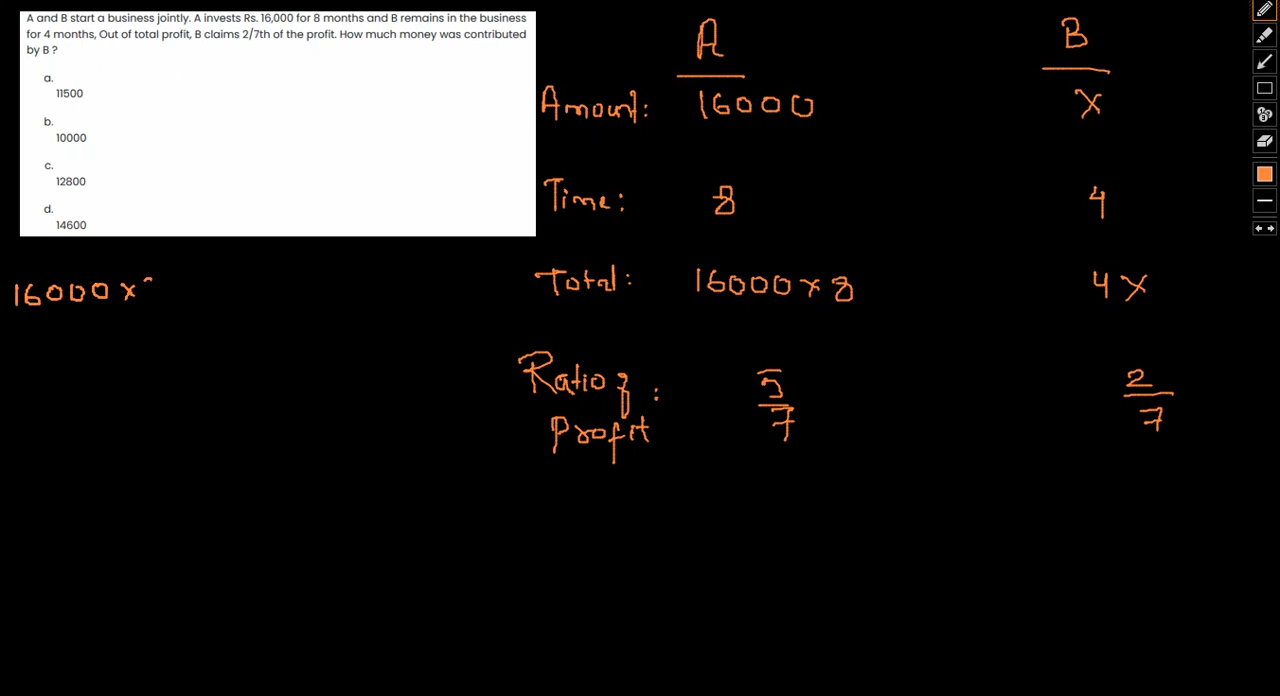 A and B start a business jointly. A invests Rs. 16,000 for 8 months and B remains in the business
for 4 months, Out of total profit, B claims 2/7th of the profit. How much money was contributed
by B ?
a.
11500
b.
10000
c.
12800
d.
14600
A B
Amount: 16000 x
Time: 8 4
Total: 16000 x 8 4x
16000 x
Ratio of : 5/7 2/7
Profit